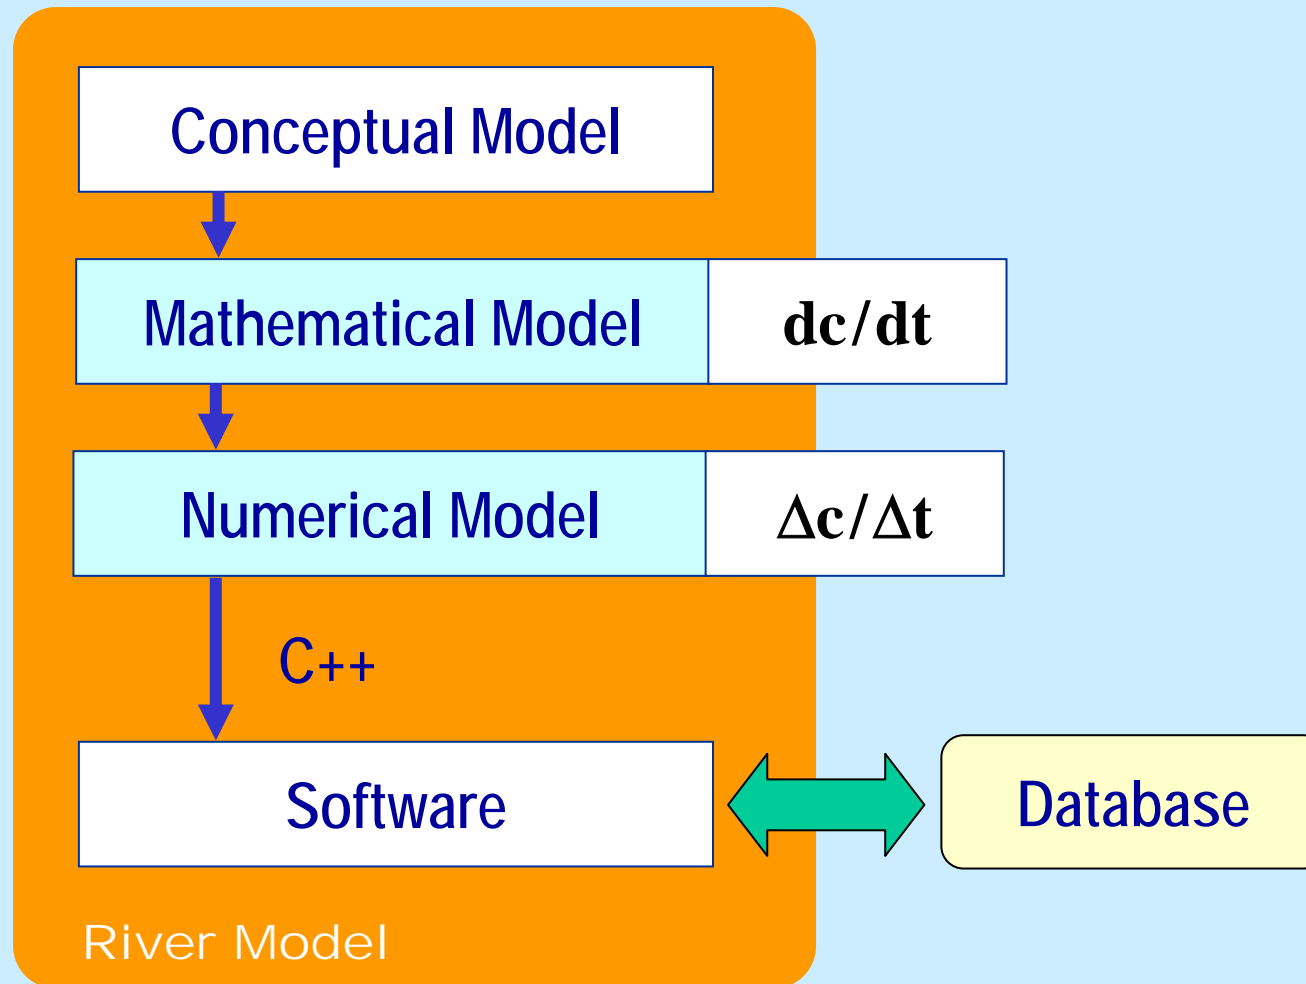 Conceptual Model
Mathematical Model
dc/dt
Numerical Model
Δc/Δt
C++
Software
Database
River Model